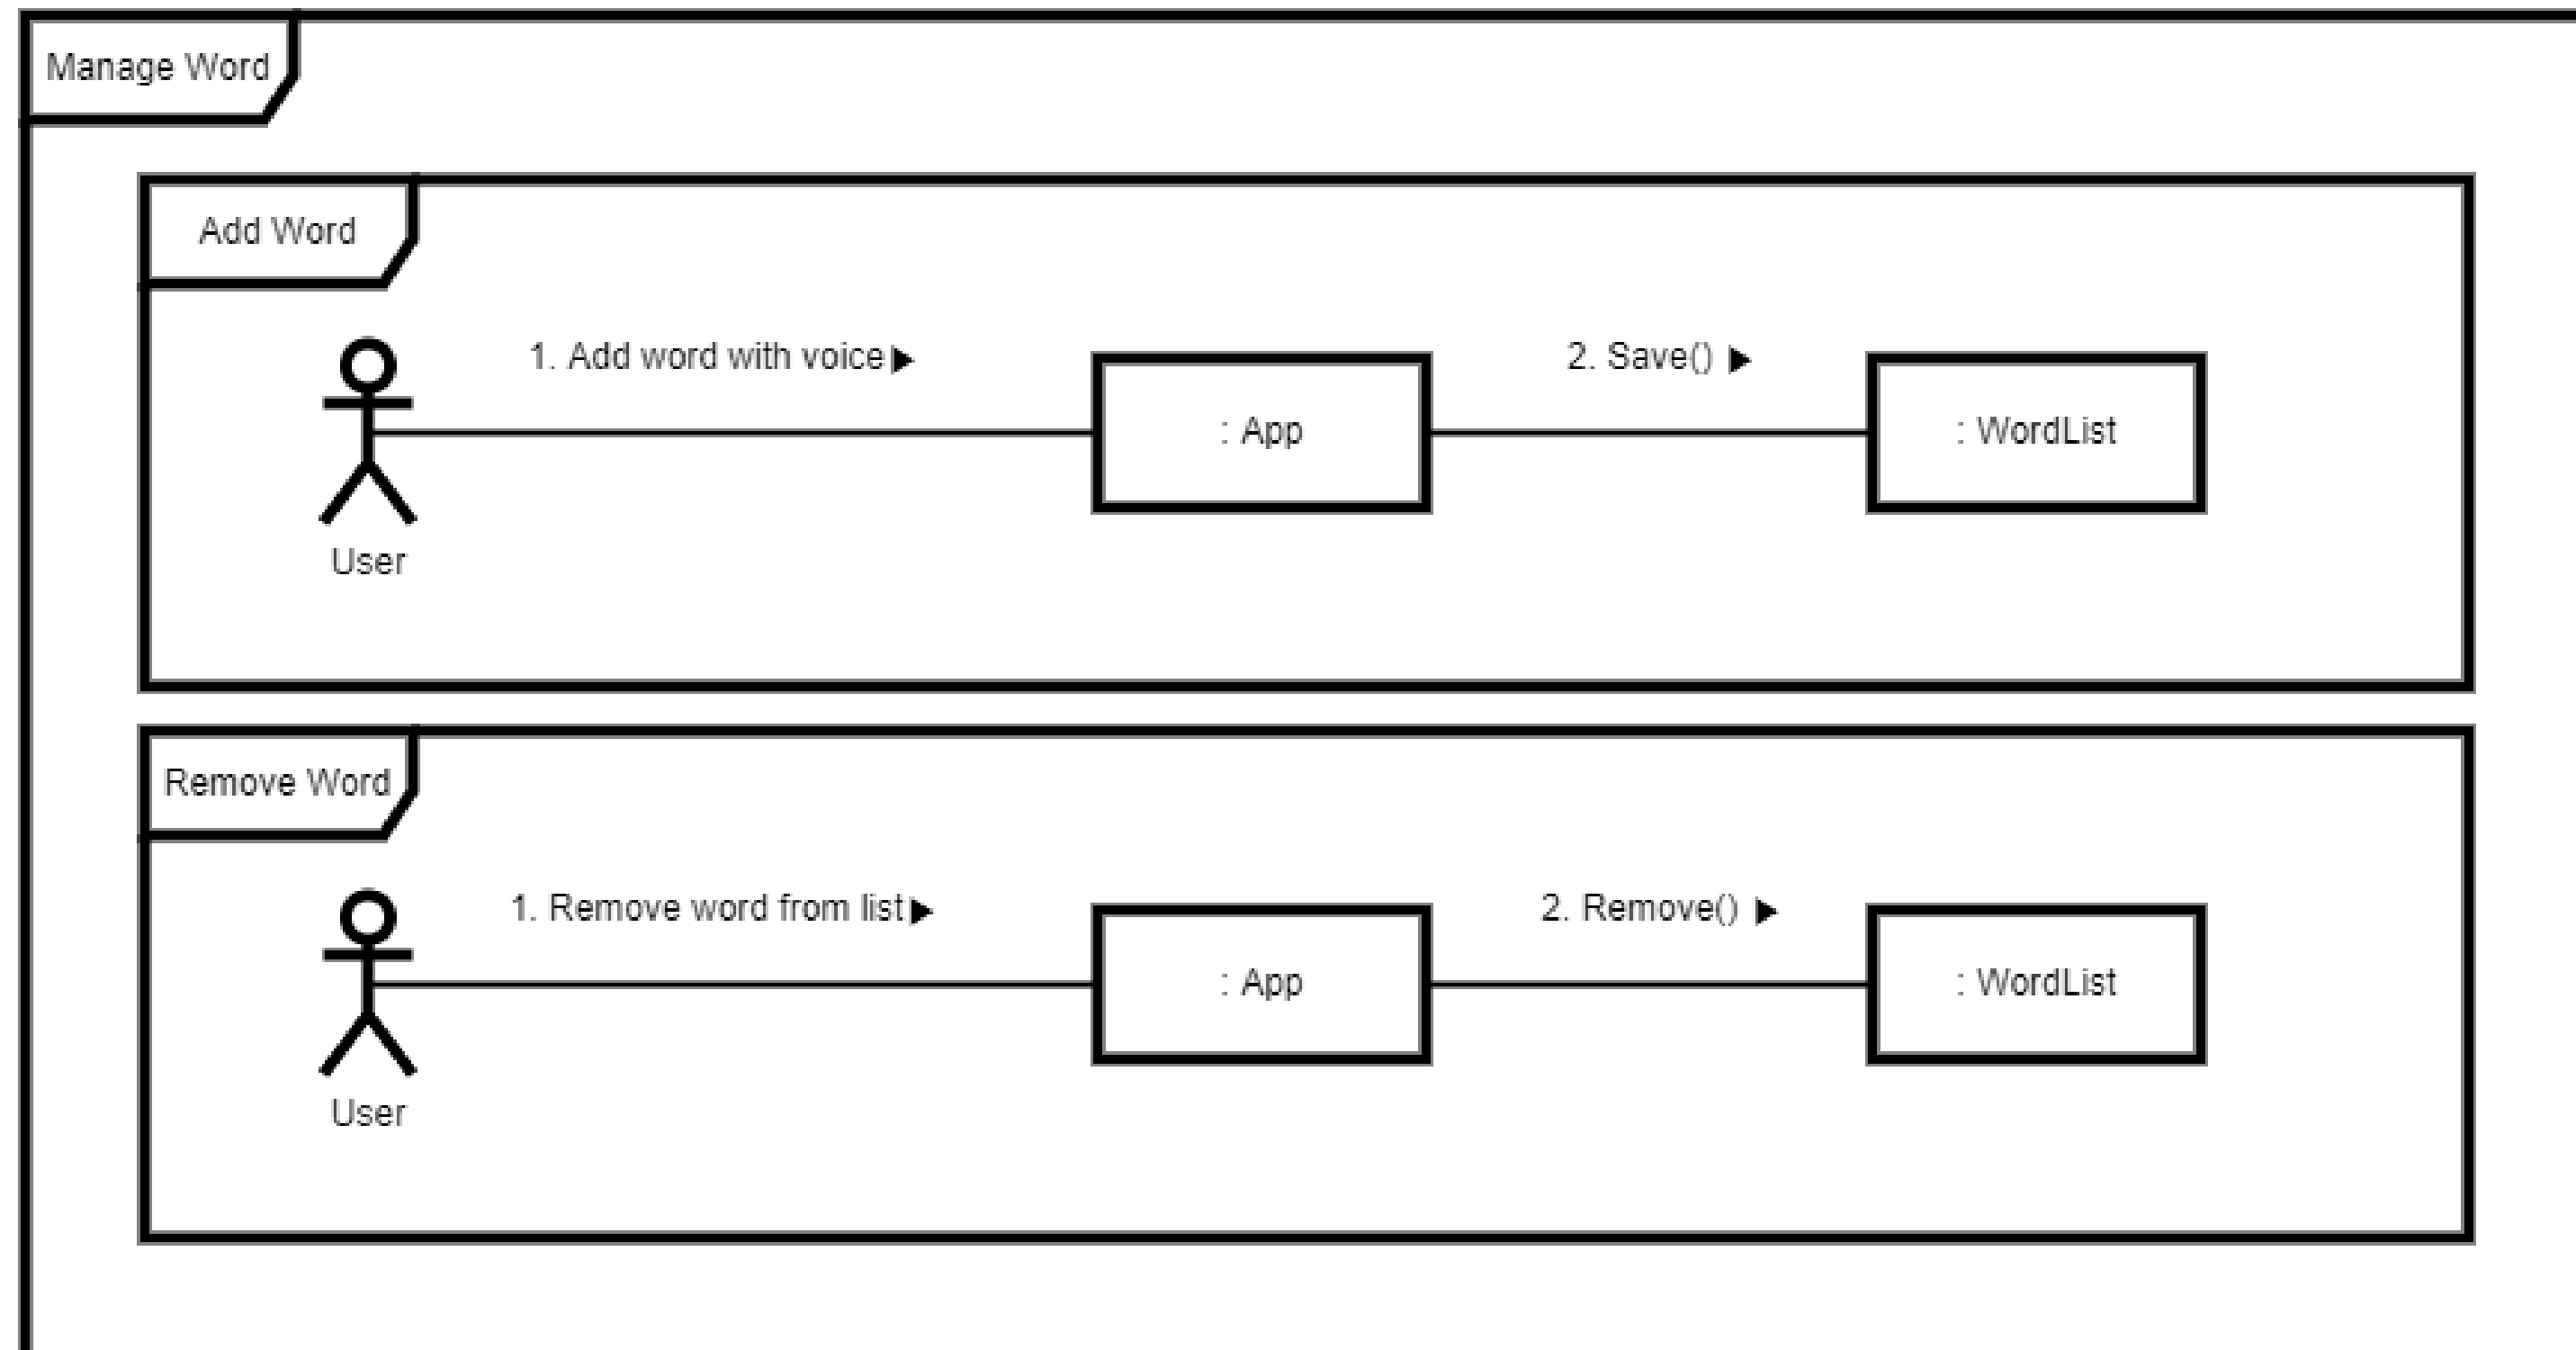 Manage Word
Add Word
1. Add word with voice
2. Save()
: App
: WordList
User
Remove Word
1. Remove word from list
2. Remove()
: App
: WordList
User